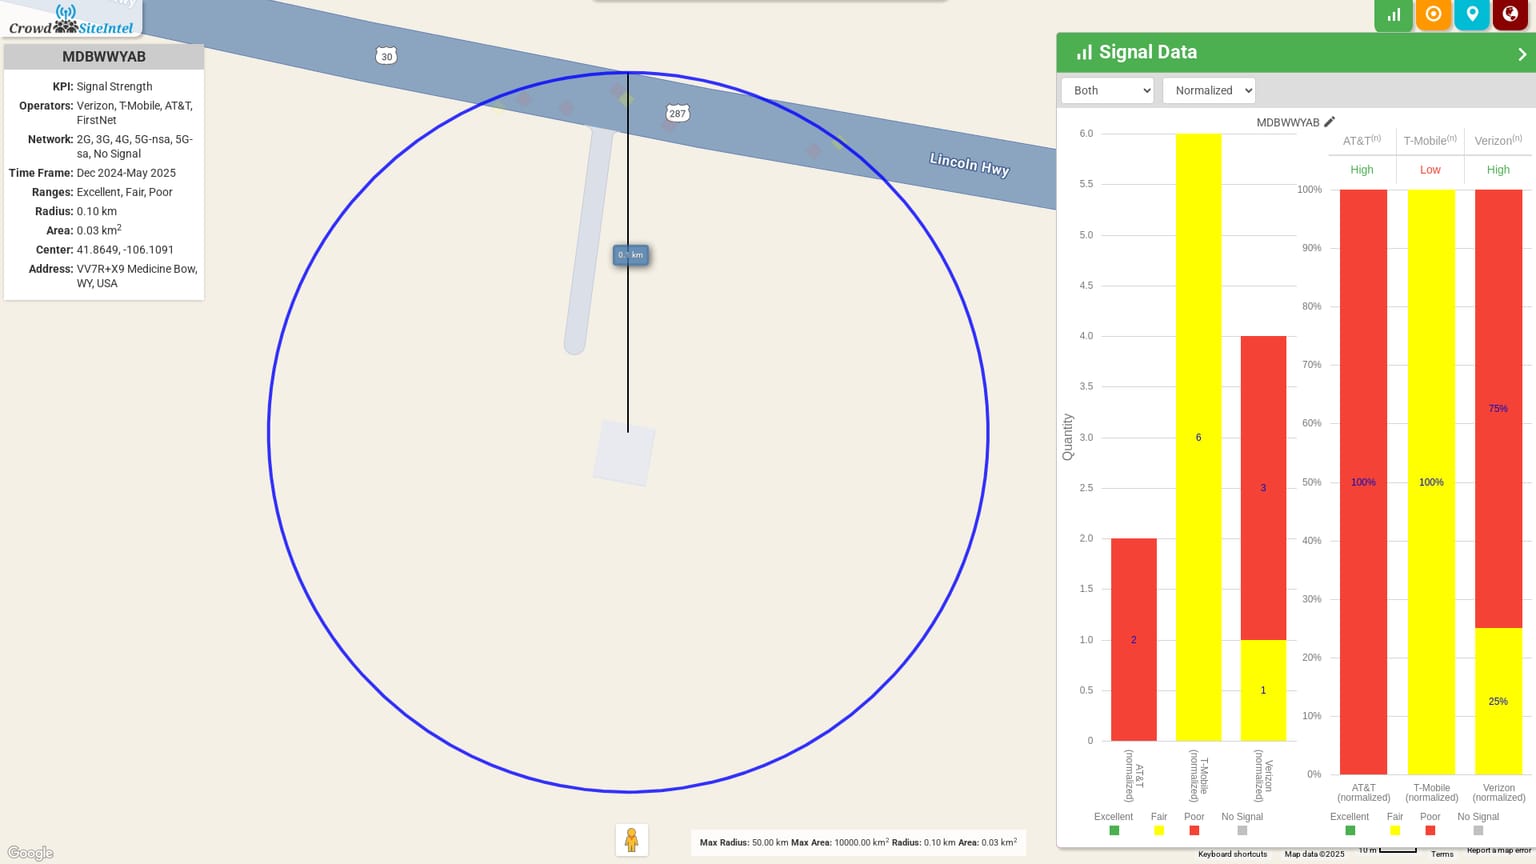 CrowdSiteIntel
MDBWWYAB
KPI: Signal Strength
Operators: Verizon, T-Mobile, AT&T,
FirstNet
Network: 2G, 3G, 4G, 5G-nsa, 5G-
sa, No Signal
Time Frame: Dec 2024-May 2025
Ranges: Excellent, Fair, Poor
Radius: 0.10 km
Area: 0.03 km²
Center: 41.8649, -106.1091
Address: VV7R+X9 Medicine Bow,
WY, USA
30
287
Lincoln Hwy
0.1 km
Google
Max Radius: 50.00 km Max Area: 10000.00 km² Radius: 0.10 km Area: 0.03 km²
Signal Data
Both
Normalized
MDBWWYAB
Quantity
6.0
5.5
5.0
4.5
4.0
3.5
3.0
2.5
2.0
1.5
1.0
0.5
0
2
6
3
1
AT&T
(normalized)
T-Mobile
(normalized)
Verizon
(normalized)
Excellent Fair Poor No Signal
AT&T(n) T-Mobile(n) Verizon(n)
High Low High
100%
90%
80%
70%
60%
50%
40%
30%
20%
10%
0%
100%
100%
75%
25%
AT&T
(normalized)
T-Mobile
(normalized)
Verizon
(normalized)
Excellent Fair Poor No Signal
Keyboard shortcuts Map data ©2025 10 m Terms Report a map error